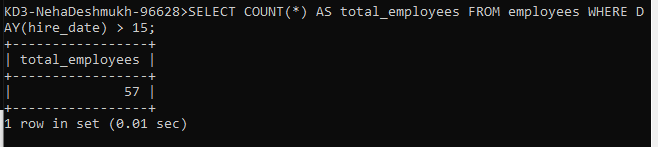 KD3-NehaDeshmukh-96628>SELECT COUNT(*) AS total_employees FROM employees WHERE D
AY(hire_date) > 15;
+-----------------+
| total_employees |
+-----------------+
|              57 |
+-----------------+
1 row in set (0.01 sec)